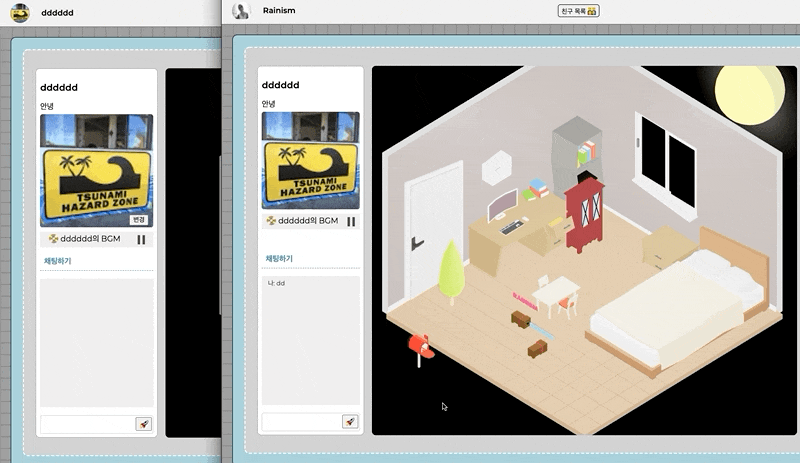 dddddd
dddddd
안녕
TSUNAMI
HAZARD ZONE
변경
dddddd의 BGM
채팅하기
Rainism
친구 목록
dddddd
안녕
TSUNAMI
HAZARD ZONE
dddddd의 BGM
채팅하기
나: dd
RAINISM